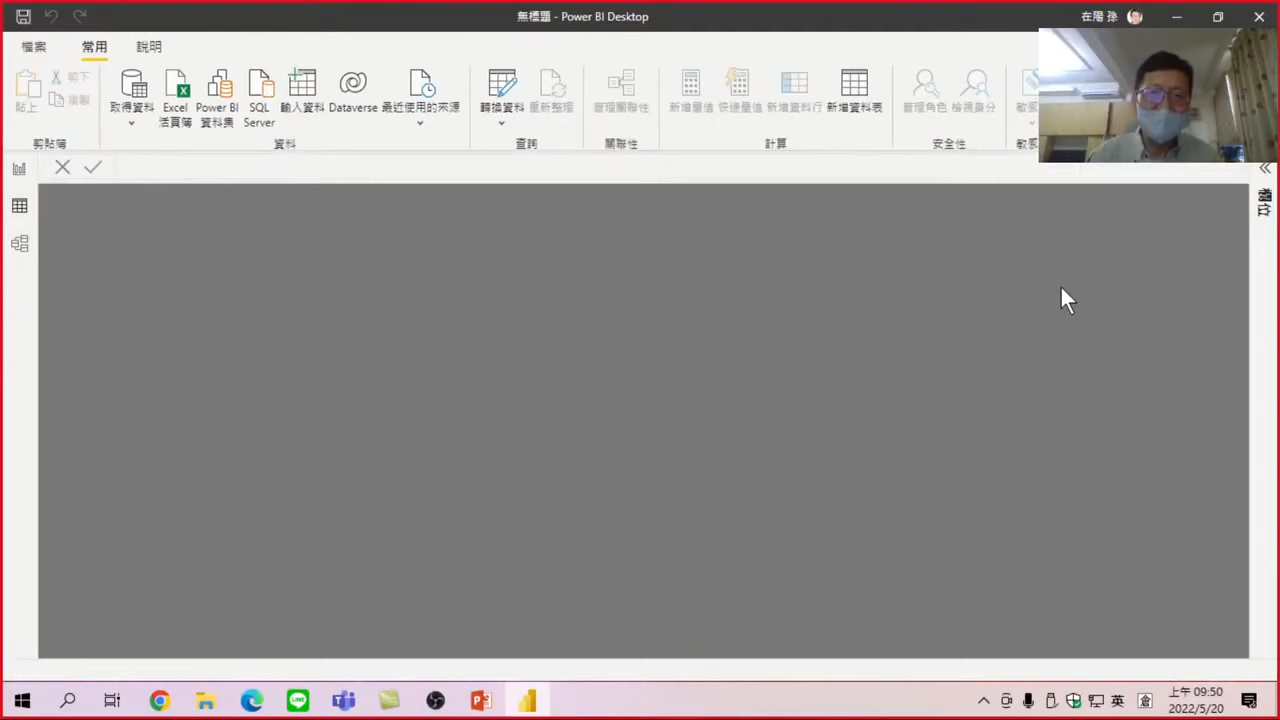 無標題 - Power BI Desktop
在陽 孫
檔案 常用 說明
貼上
剪下
複製
剪貼簿
取得資料
Excel
活頁簿
Power BI
資料集
SQL
Server
輸入資料
Dataverse
最近使用的來源
資料
轉換資料
重新整理
查詢
管理關聯性
關聯性
新增量值
快速量值
新增資料行
新增資料表
計算
管理角色
檢視身分
安全性
上午 09:50
英
倉
2022/5/20